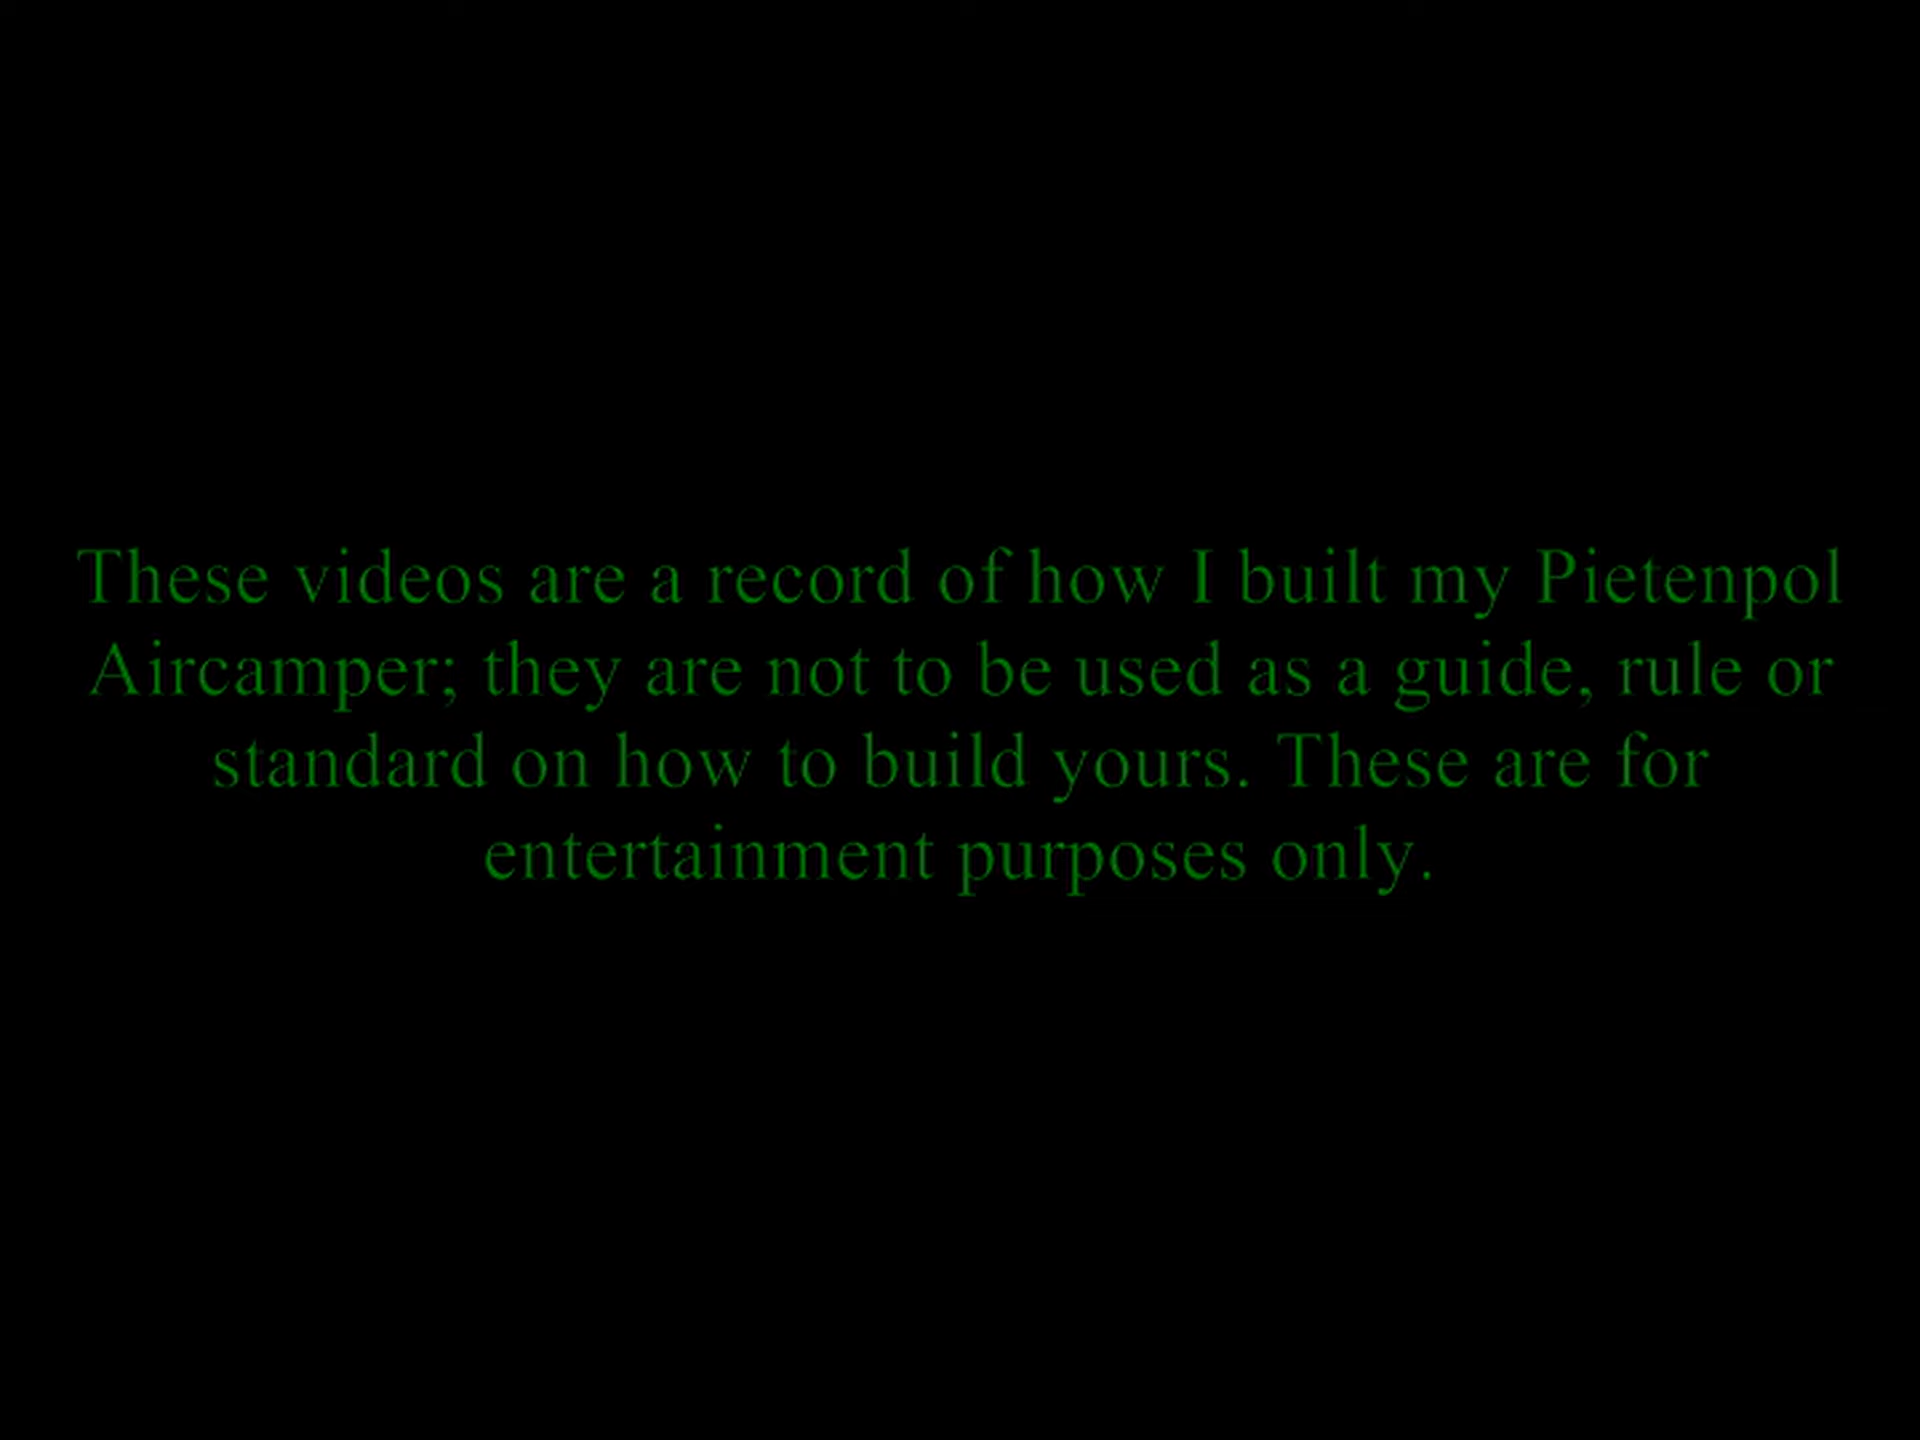 These videos are a record of how I built my Pietenpol
Aircamper; they are not to be used as a guide, rule or
standard on how to build yours. These are for
entertainment purposes only.